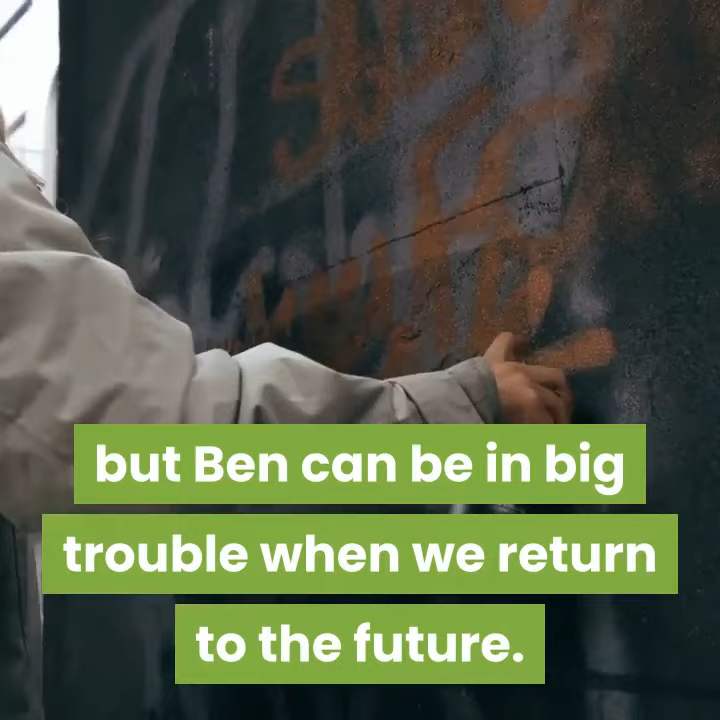 but Ben can be in big
trouble when we return
to the future.